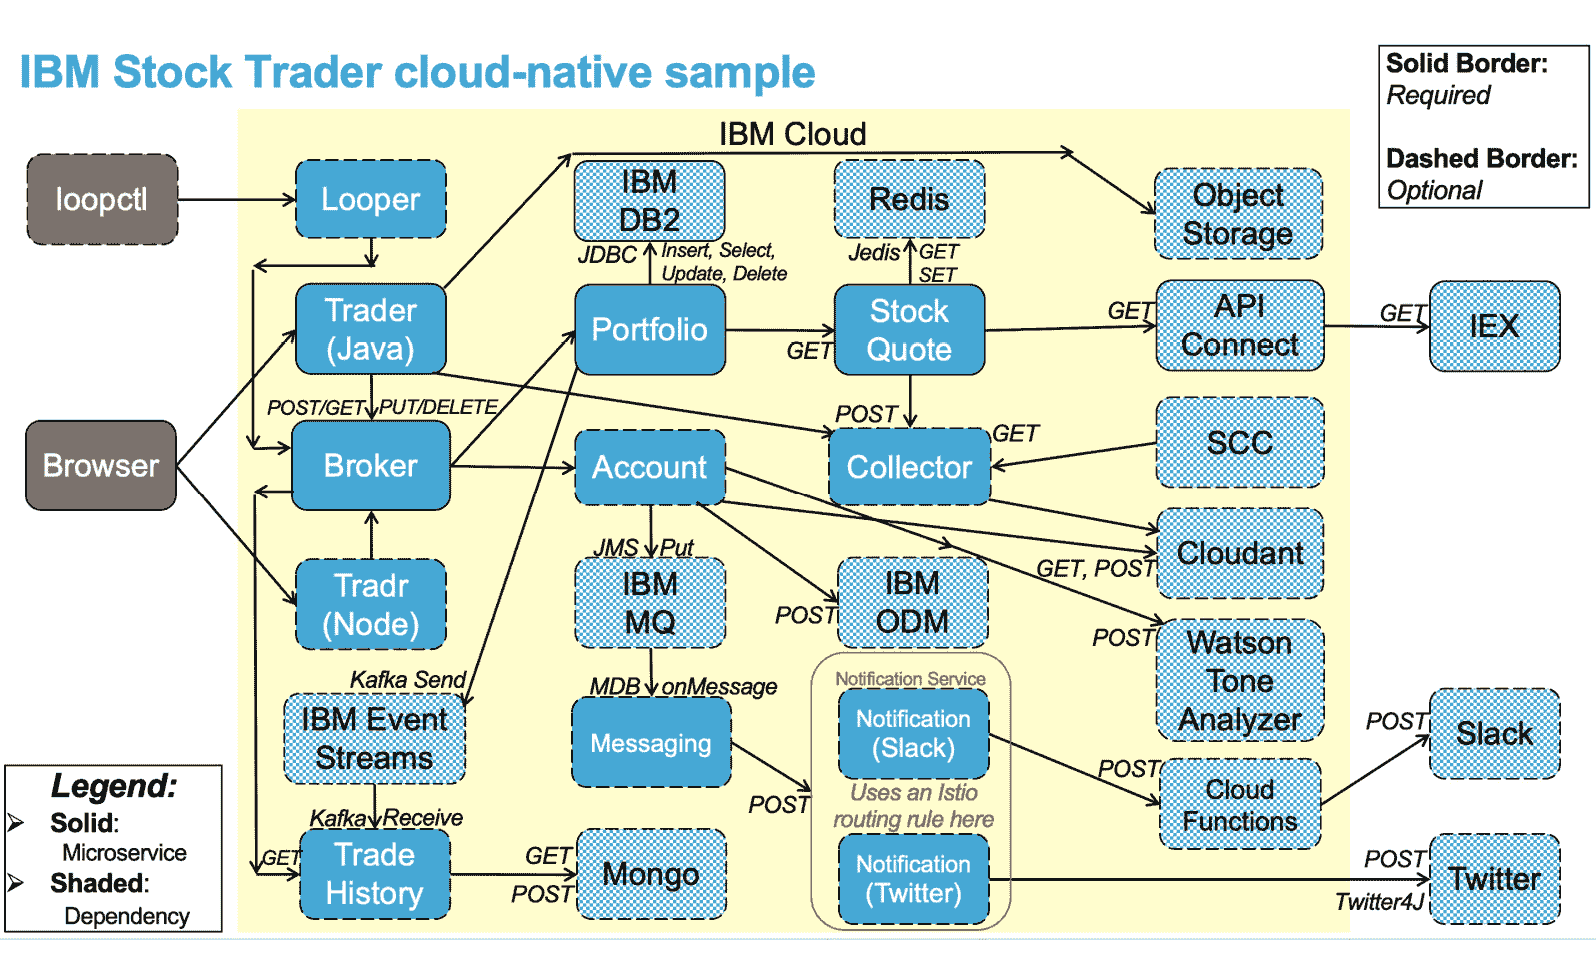 IBM Stock Trader cloud-native sample
Solid Border:
Required
Dashed Border:
Optional
IBM Cloud
loopctl
Looper
IBM
DB2
Redis
Object
Storage
JDBC
Insert, Select,
Update, Delete
Jedis
GET
SET
Trader
(Java)
Portfolio
GET
Stock
Quote
GET
API
Connect
GET
IEX
POST/GET
PUT/DELETE
POST
GET
SCC
Browser
Broker
Account
Collector
JMS
Put
GET, POST
Cloudant
Tradr
(Node)
IBM
MQ
POST
IBM
ODM
POST
Watson
Tone
Analyzer
Kafka Send
IBM Event
Streams
MDB
onMessage
Messaging
POST
Notification Service
Notification
(Slack)
Uses an Istio
routing rule here
Notification
(Twitter)
POST
Cloud
Functions
POST
Slack
Kafka
Receive
GET
Trade
History
GET
POST
Mongo
POST
Twitter4J
Twitter
Legend:
Solid:
Microservice
Shaded:
Dependency